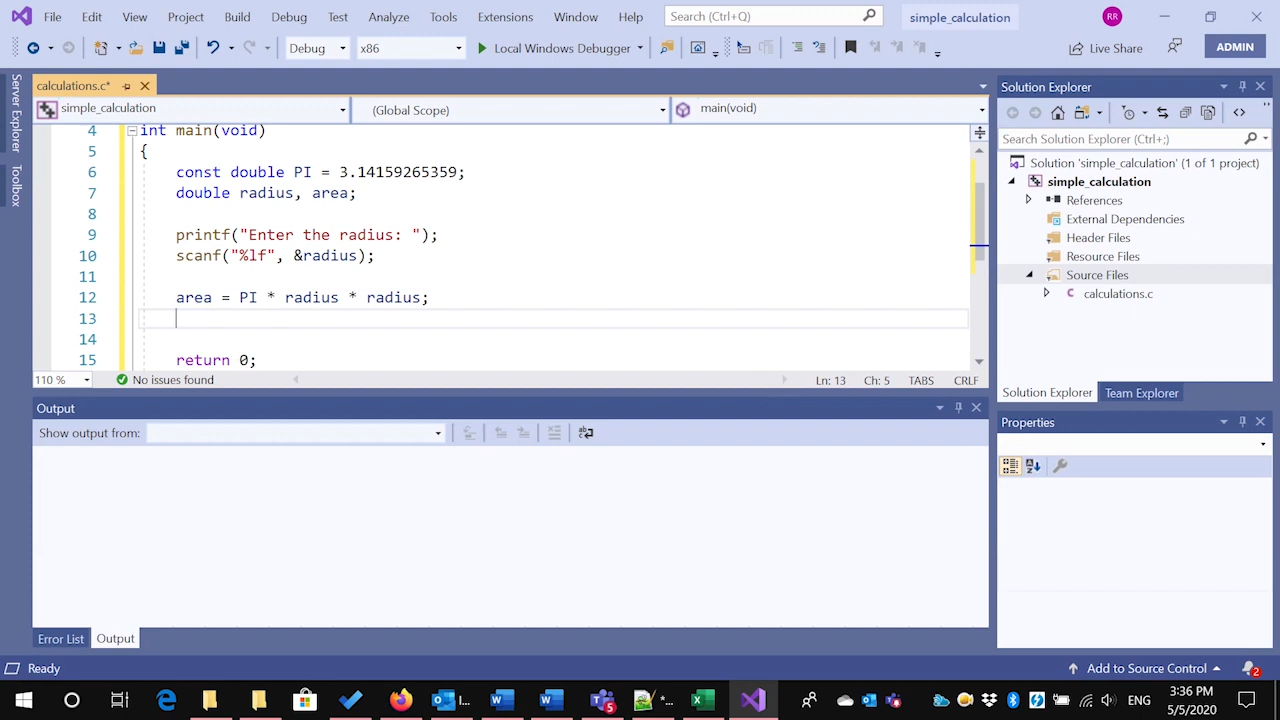 File Edit View Project Build Debug Test Analyze Tools Extensions Window Help Search (Ctrl+Q) simple_calculation RR
Debug x86 Local Windows Debugger Live Share ADMIN
Server Explorer
Toolbox
calculations.c*
simple_calculation (Global Scope) main(void)
4 int main(void)
5 {
6 const double PI = 3.14159265359;
7 double radius, area;
8
9 printf("Enter the radius: ");
10 scanf("%lf", &radius);
11
12 area = PI * radius * radius;
13
14
15 return 0;
110 % No issues found Ln: 13 Ch: 5 TABS CRLF
Output
Show output from:
Error List Output
Solution Explorer
Search Solution Explorer (Ctrl+;)
Solution 'simple_calculation' (1 of 1 project)
simple_calculation
References
External Dependencies
Header Files
Resource Files
Source Files
C calculations.c
Solution Explorer Team Explorer
Properties
Ready Add to Source Control 2
I... 5 *... ENG 3:36 PM
5/5/2020